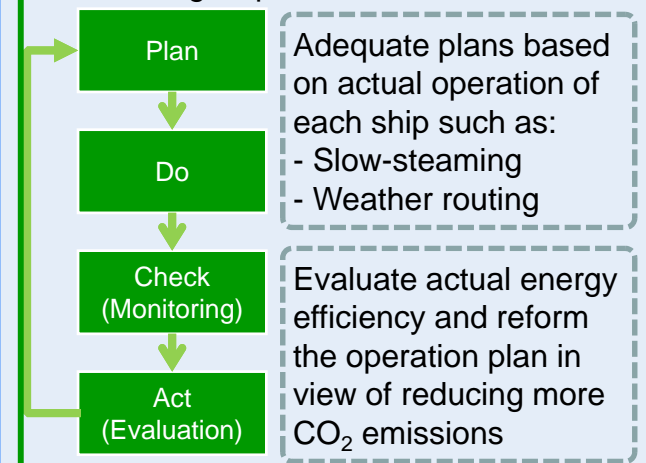 Plan
Adequate plans based
on actual operation of
each ship such as:
- Slow-steaming
- Weather routing
Do
Check
(Monitoring)
Evaluate actual energy
efficiency and reform
the operation plan in
view of reducing more
CO₂ emissions
Act
(Evaluation)